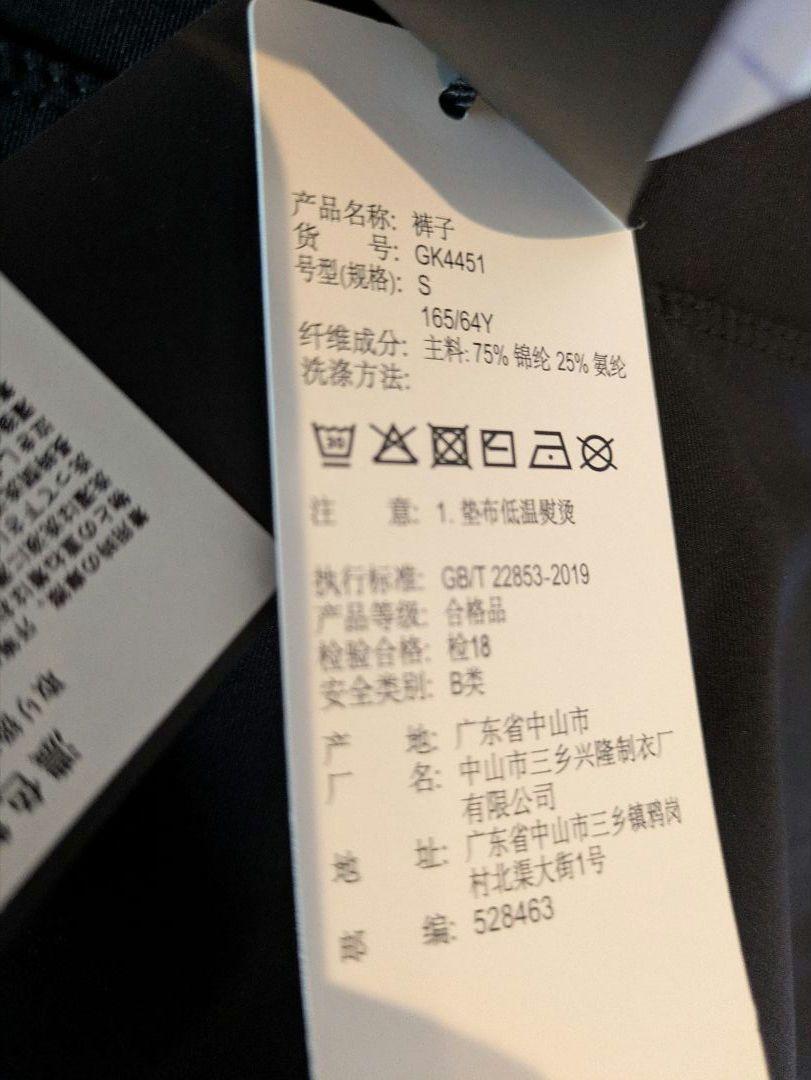 产品名称: 裤子
货 号: GK4451
号型(规格): S
165/64Y
纤维成分: 主料: 75% 锦纶 25% 氨纶
洗涤方法:
30
注 意: 1. 垫布低温熨烫
执行标准: GB/T 22853-2019
产品等级: 合格品
检验合格: 检18
安全类别: B类
产 地: 广东省中山市
厂 名: 中山市三乡兴隆制衣厂
有限公司
地 址: 广东省中山市三乡镇鸦岗
村北渠大街1号
邮 编: 528463
濃色